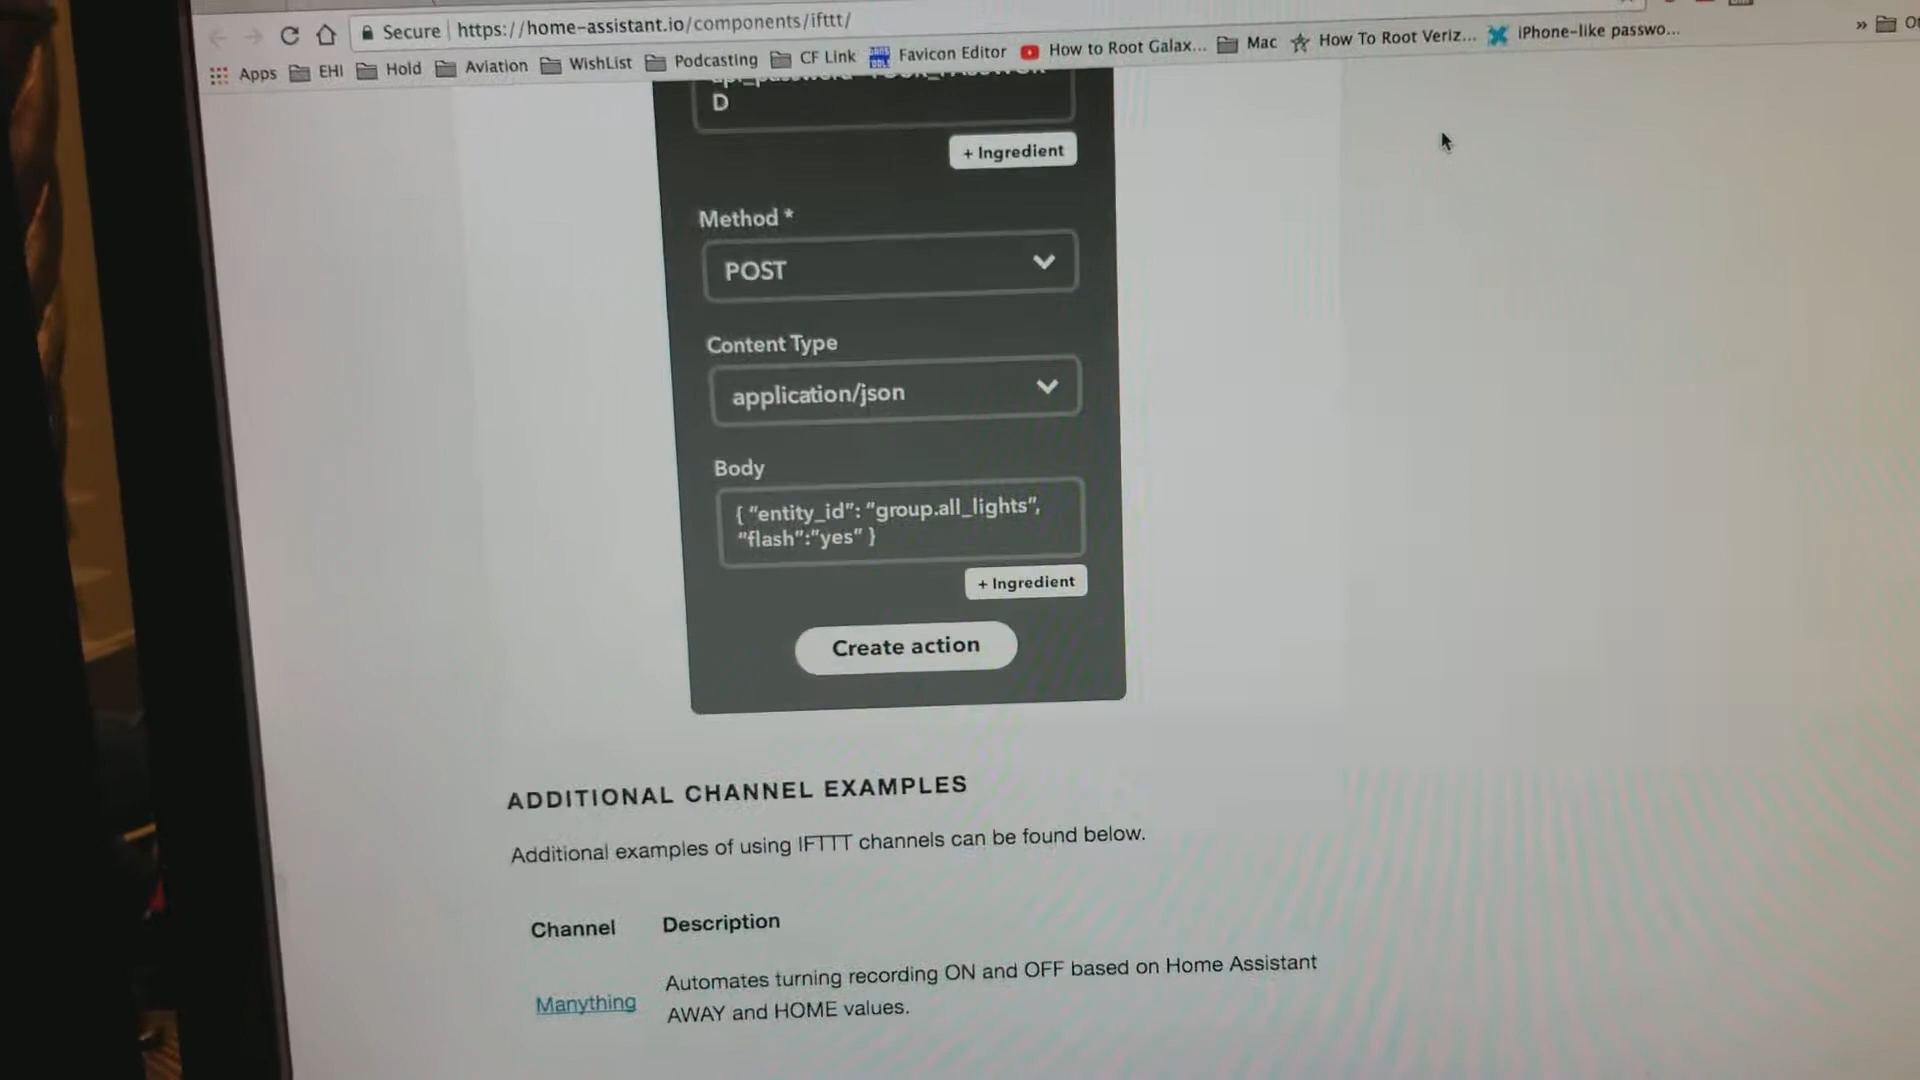 Secure https://home-assistant.io/components/ifttt/
Apps EHI Hold Aviation WishList Podcasting CF Link Favicon Editor How to Root Galax... Mac How To Root Veriz... iPhone-like passwo... »
D
+ Ingredient
Method *
POST
Content Type
application/json
Body
{ "entity_id": "group.all_lights",
"flash":"yes" }
+ Ingredient
Create action
ADDITIONAL CHANNEL EXAMPLES
Additional examples of using IFTTT channels can be found below.
Channel Description
Automates turning recording ON and OFF based on Home Assistant
Manything
AWAY and HOME values.